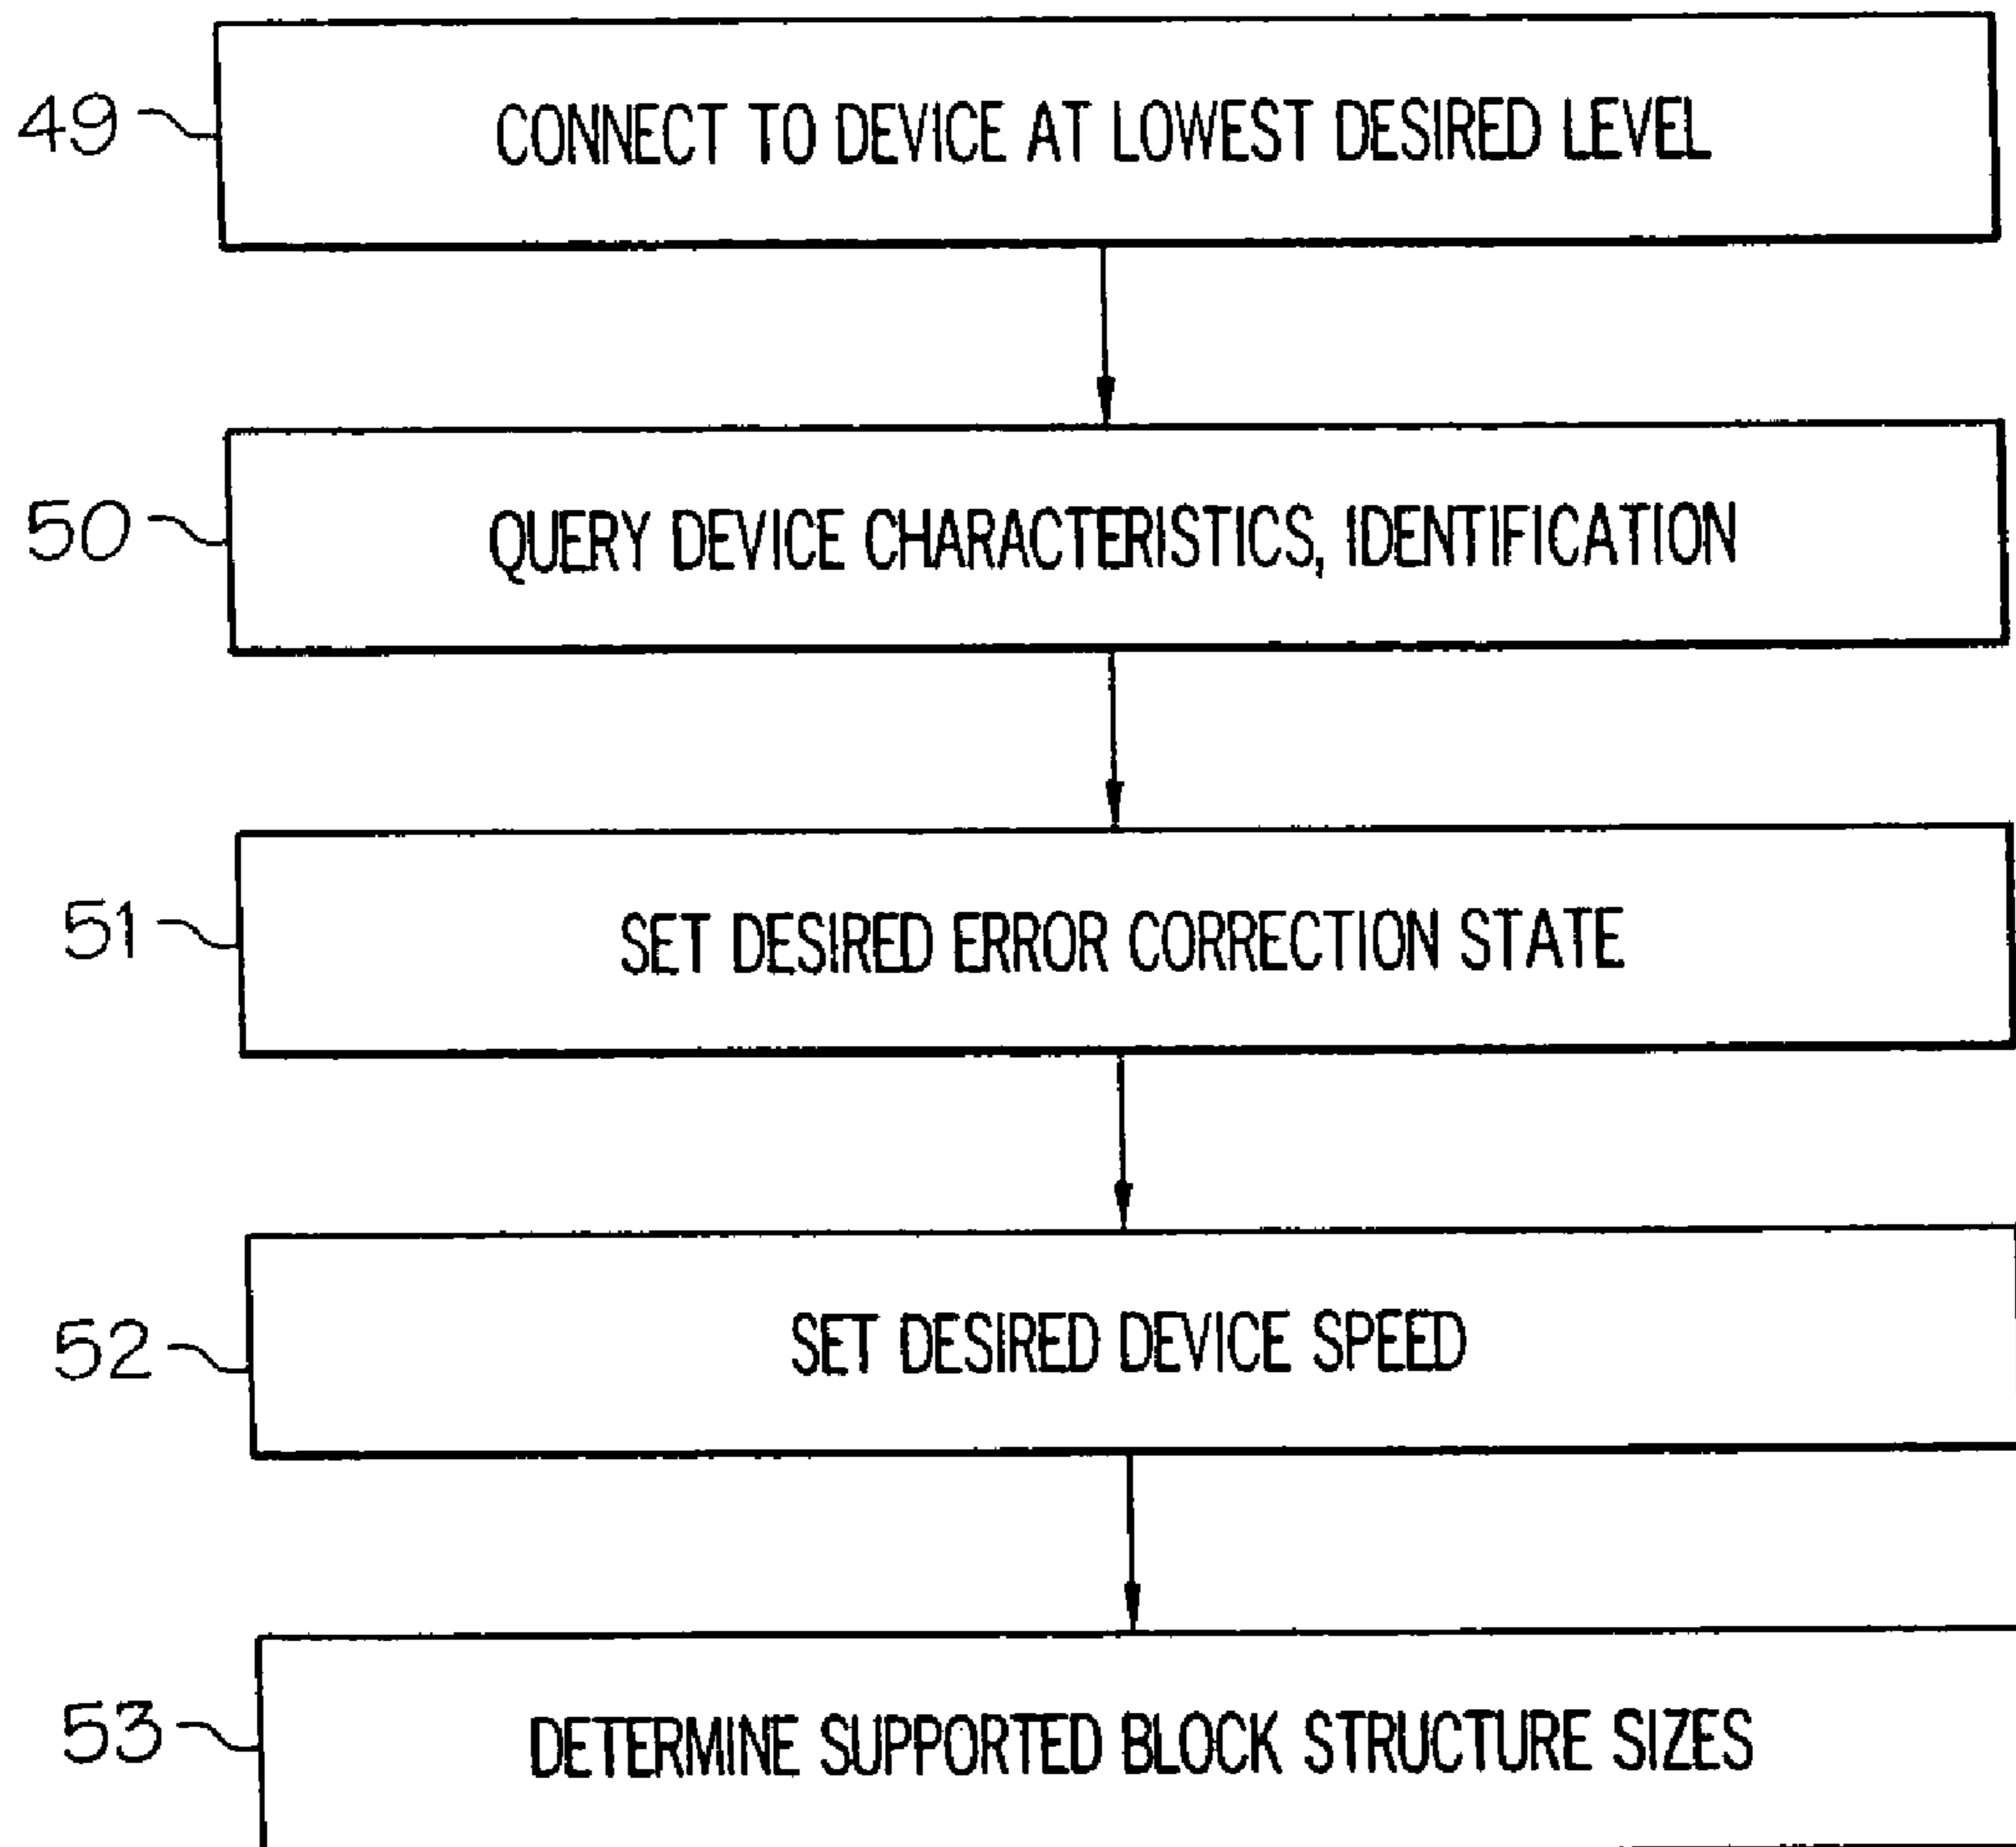 49 CONNECT TO DEVICE AT LOWEST DESIRED LEVEL
50 QUERY DEVICE CHARACTERISTICS, IDENTIFICATION
51 SET DESIRED ERROR CORRECTION STATE
52 SET DESIRED DEVICE SPEED
53 DETERMINE SUPPORTED BLOCK STRUCTURE SIZES